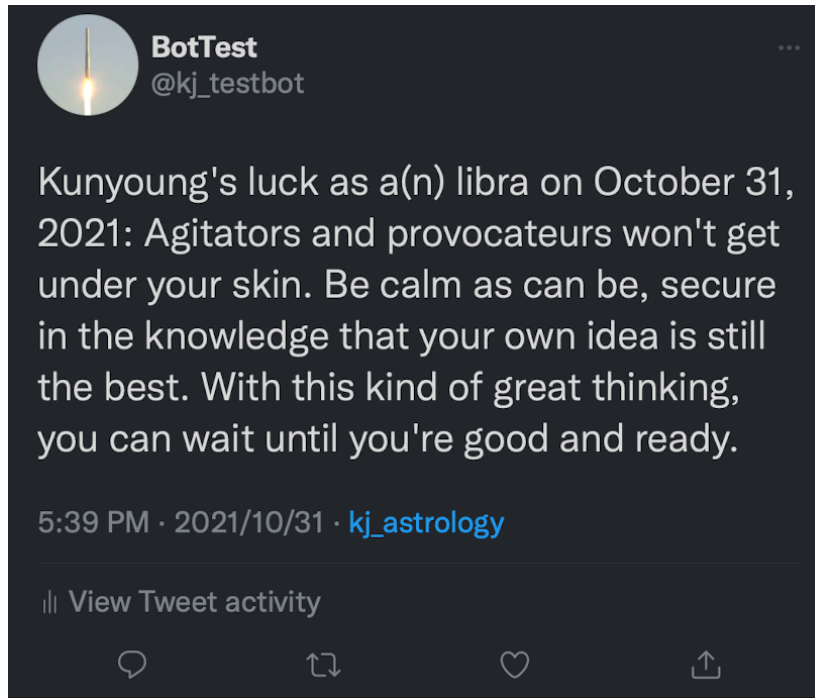 BotTest
@kj_testbot
Kunyoung's luck as a(n) libra on October 31,
2021: Agitators and provocateurs won't get
under your skin. Be calm as can be, secure
in the knowledge that your own idea is still
the best. With this kind of great thinking,
you can wait until you're good and ready.
5:39 PM · 2021/10/31 · kj_astrology
View Tweet activity